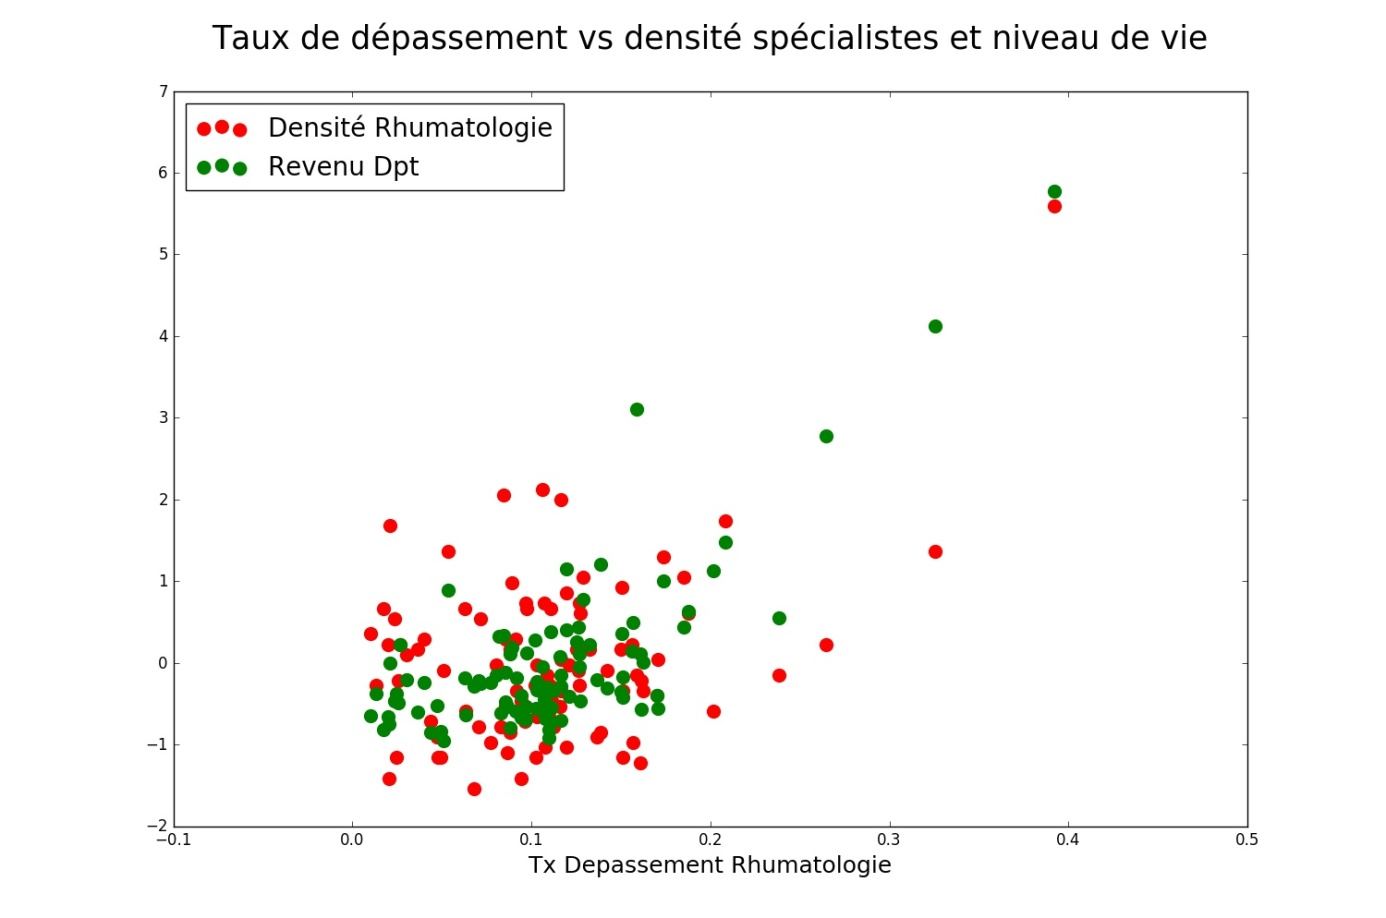 Taux de dépassement vs densité spécialistes et niveau de vie
7
Densité Rhumatologie
Revenu Dpt
6
5
4
3
2
1
0
−1
−2
−0.1 0.0 0.1 0.2 0.3 0.4 0.5
Tx Depassement Rhumatologie